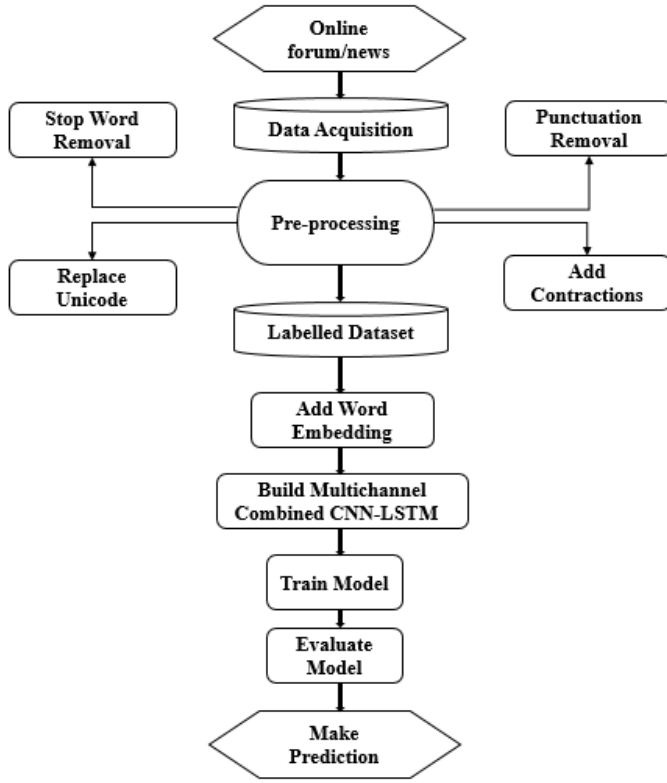 Online
forum/news
Stop Word
Removal
Data Acquisition
Punctuation
Removal
Pre-processing
Replace
Unicode
Add
Contractions
Labelled Dataset
Add Word
Embedding
Build Multichannel
Combined CNN-LSTM
Train Model
Evaluate
Model
Make
Prediction